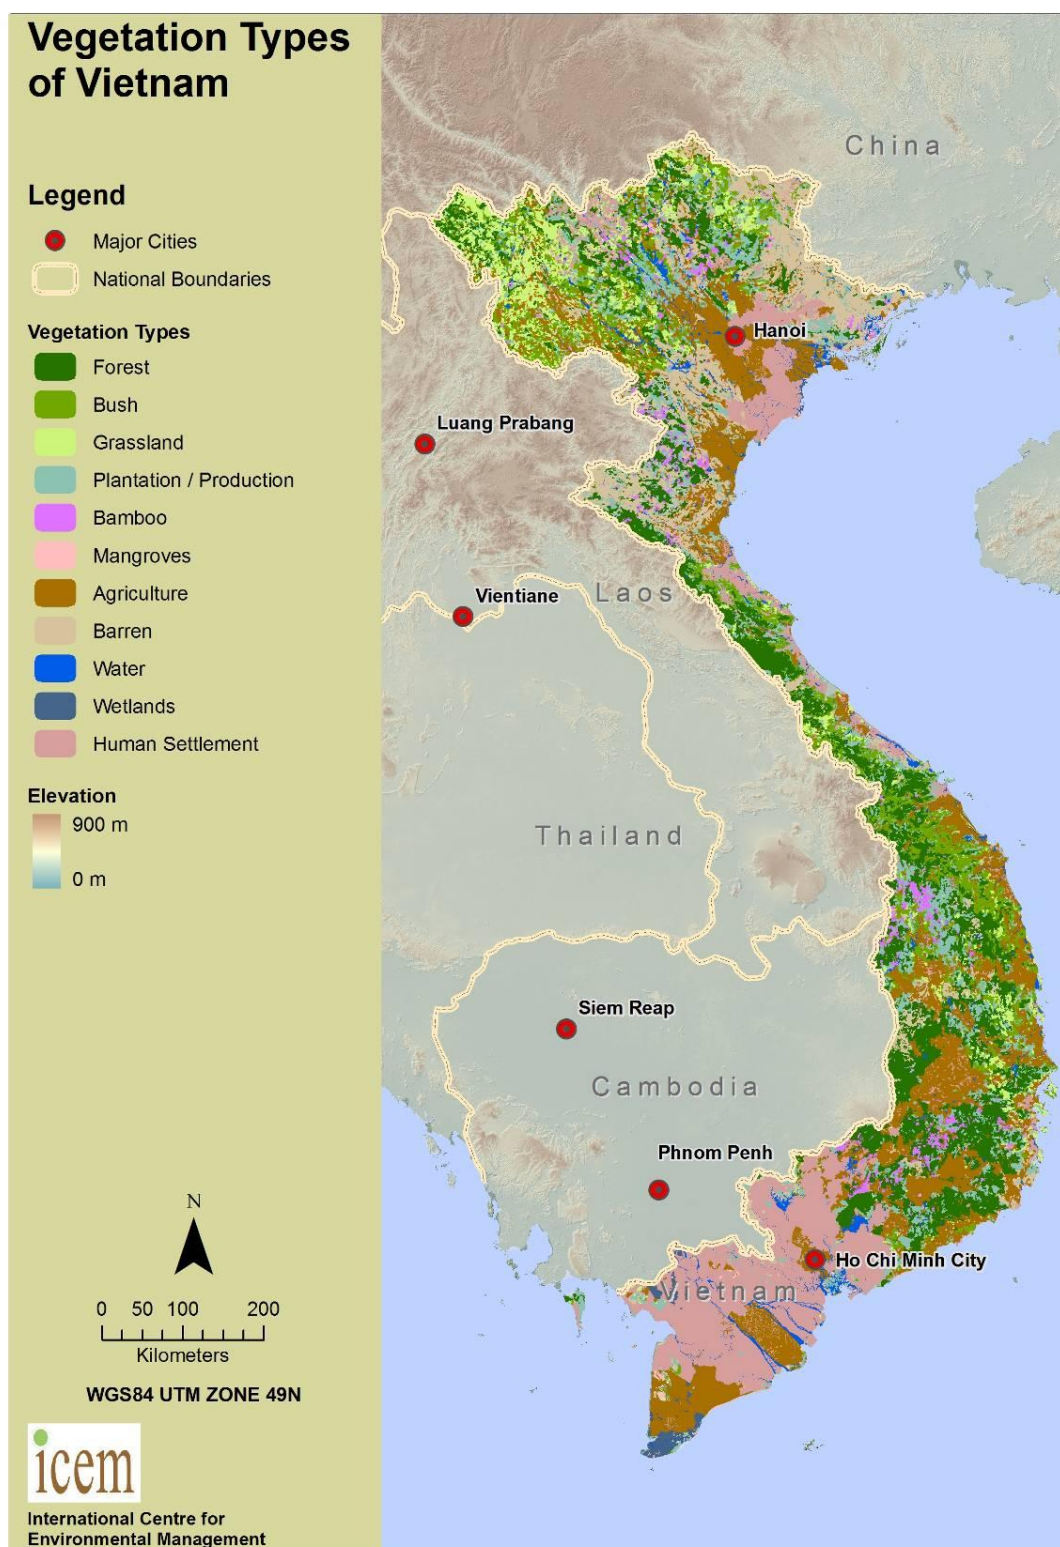 Vegetation Types
of Vietnam
Legend
Major Cities
National Boundaries
Vegetation Types
Forest
Bush
Grassland
Plantation / Production
Bamboo
Mangroves
Agriculture
Barren
Water
Wetlands
Human Settlement
Elevation
900 m
0 m
N
0 50 100 200
Kilometers
WGS84 UTM ZONE 49N
icem
International Centre for
Environmental Management
China
Hanoi
Luang Prabang
Vientiane
Laos
Thailand
Siem Reap
Cambodia
Phnom Penh
Ho Chi Minh City
Vietnam